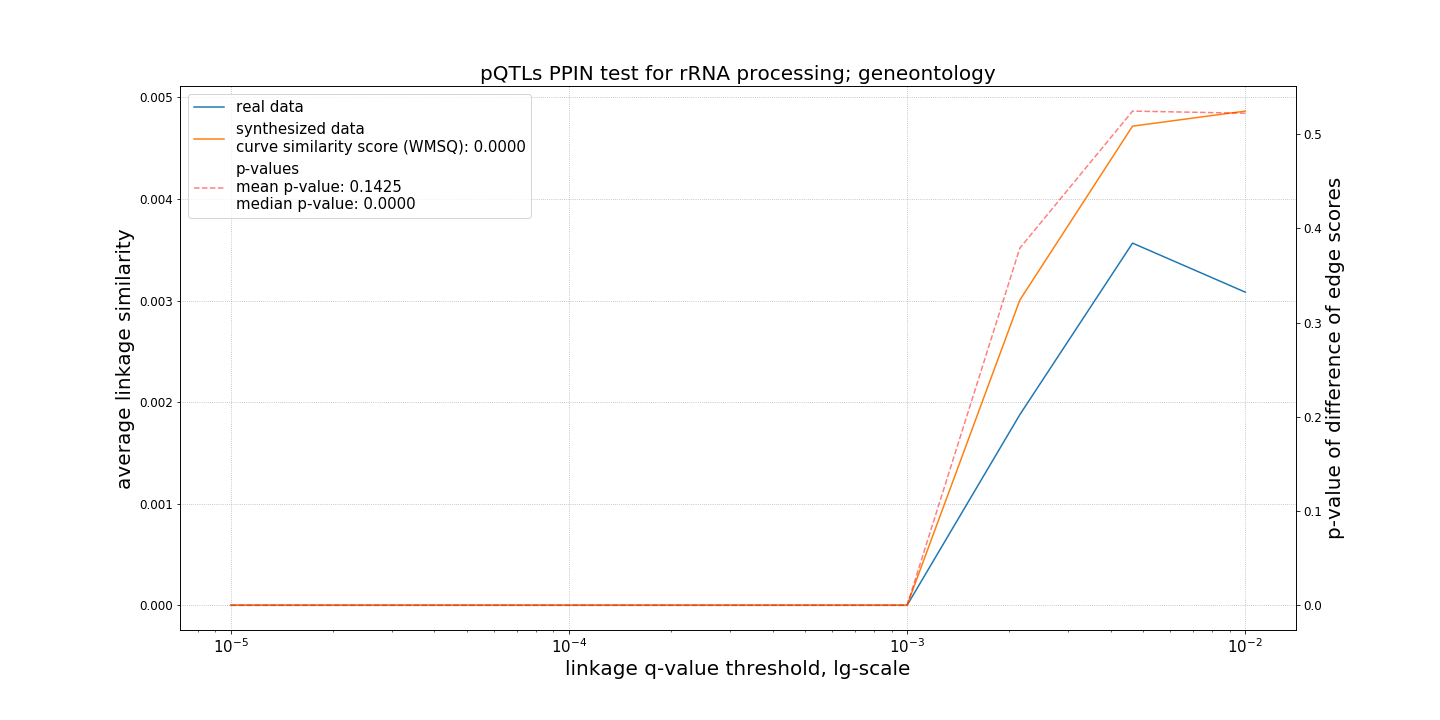 pQTLs PPIN test for rRNA processing; geneontology
real data
synthesized data
curve similarity score (WMSQ): 0.0000
p-values
mean p-value: 0.1425
median p-value: 0.0000
average linkage similarity
0.005
0.004
0.003
0.002
0.001
0.000
p-value of difference of edge scores
0.5
0.4
0.3
0.2
0.1
0.0
10⁻⁵
10⁻⁴
10⁻³
10⁻²
linkage q-value threshold, lg-scale